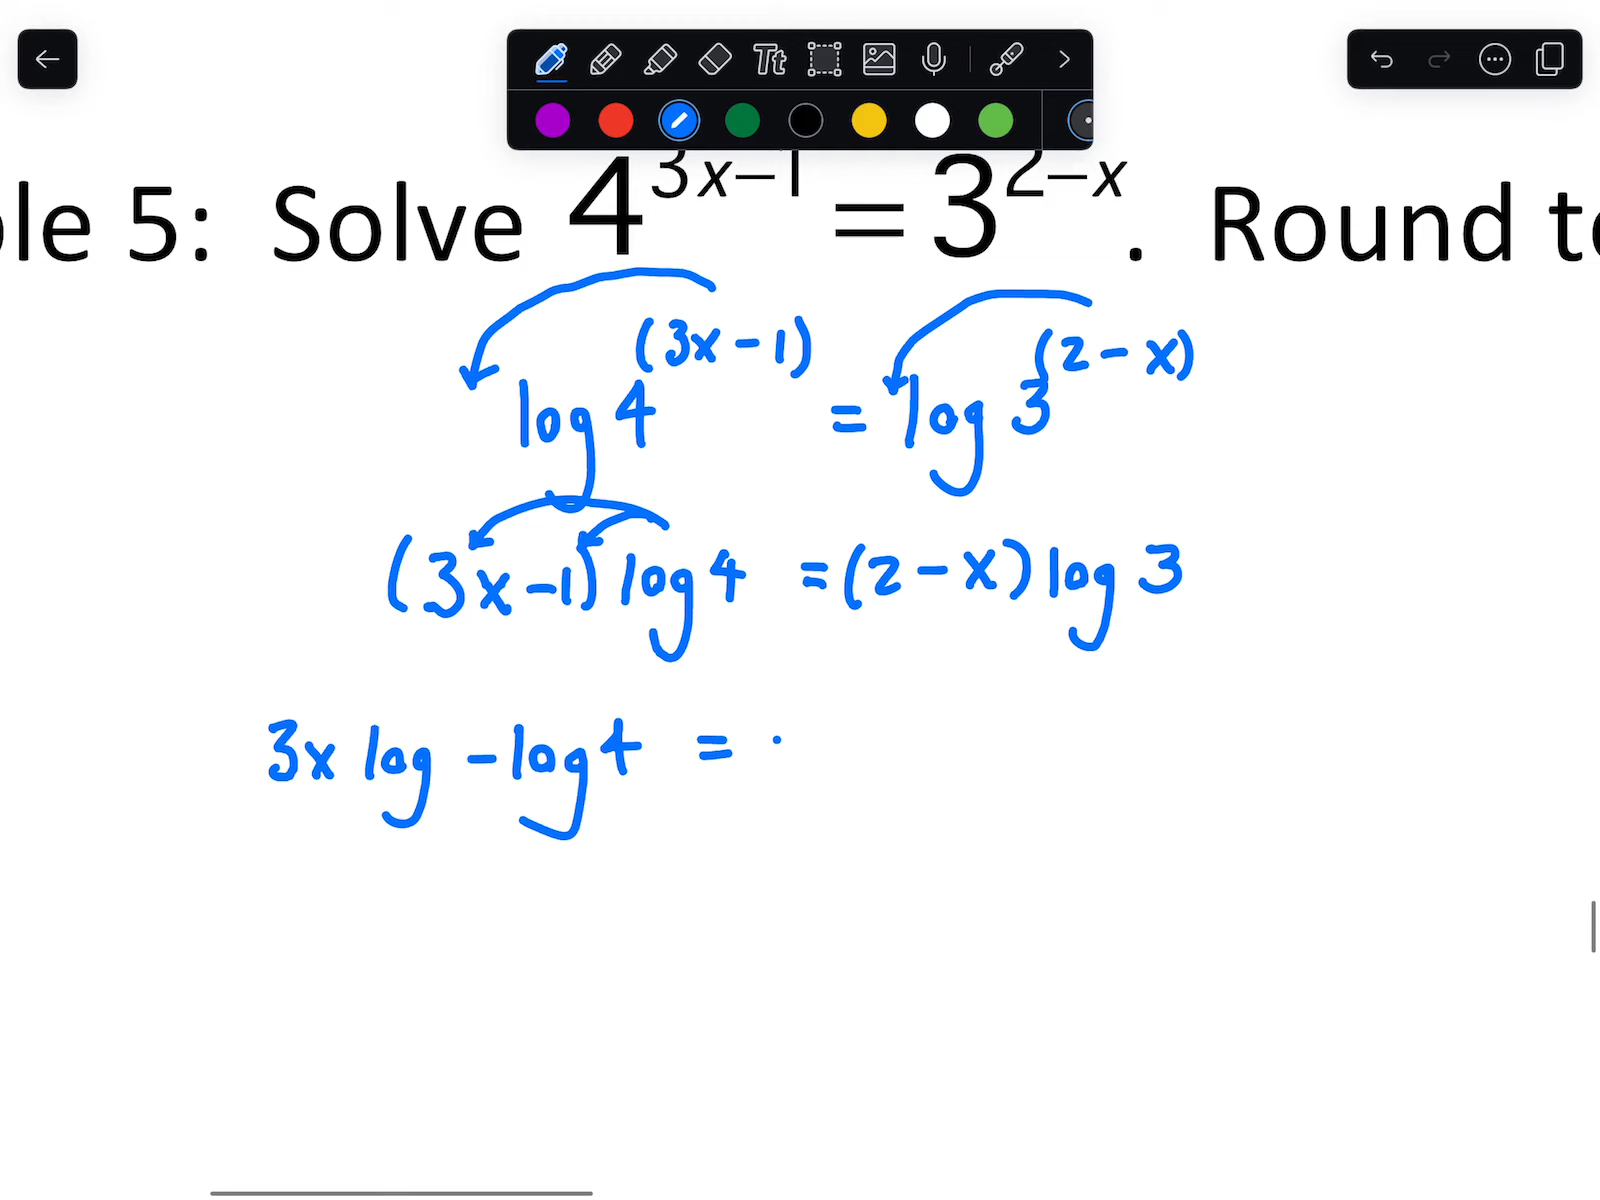 Tt
le 5: Solve 4^{3x-1} = 3^{2-x}. Round t
log 4^{(3x-1)} = log 3^{(2-x)}
(3x-1) log 4 = (2-x) log 3
3x log - log 4 = .